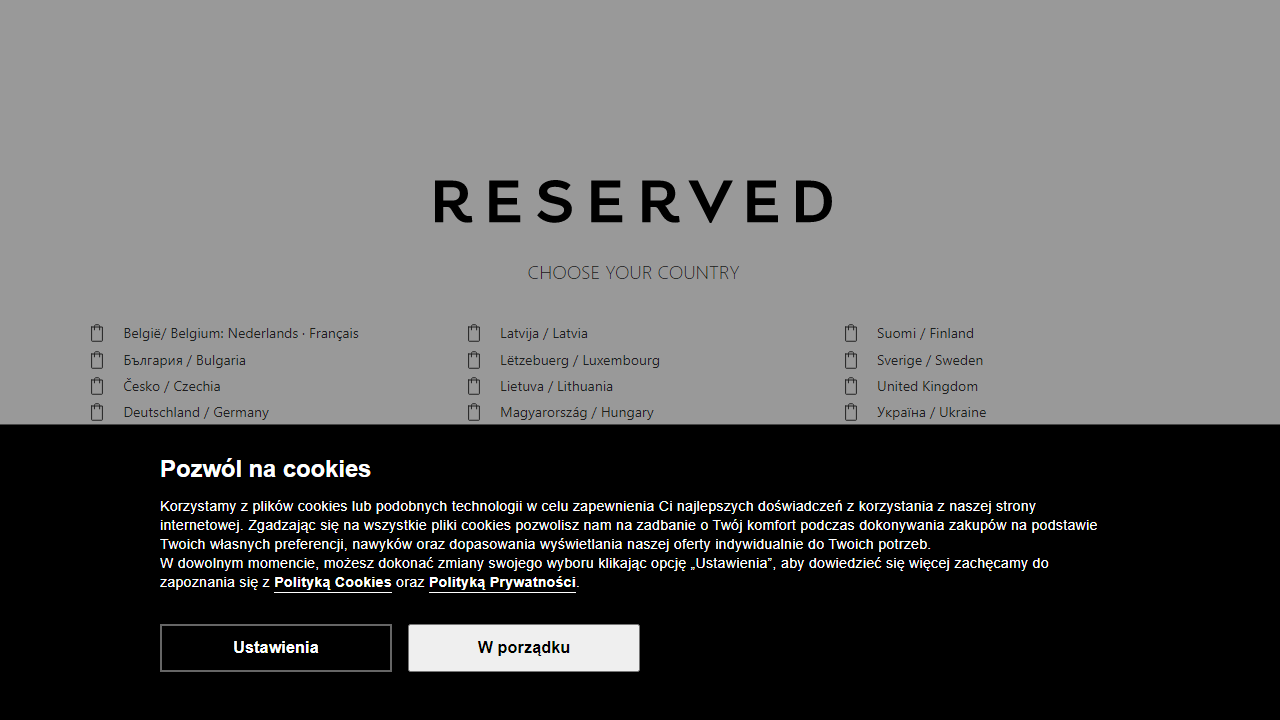 RESERVED
CHOOSE YOUR COUNTRY
België/ Belgium: Nederlands · Français
България / Bulgaria
Česko / Czechia
Deutschland / Germany
Latvija / Latvia
Lëtzebuerg / Luxembourg
Lietuva / Lithuania
Magyarország / Hungary
Suomi / Finland
Sverige / Sweden
United Kingdom
Україна / Ukraine
Pozwól na cookies
Korzystamy z plików cookies lub podobnych technologii w celu zapewnienia Ci najlepszych doświadczeń z korzystania z naszej strony
internetowej. Zgadzając się na wszystkie pliki cookies pozwolisz nam na zadbanie o Twój komfort podczas dokonywania zakupów na podstawie
Twoich własnych preferencji, nawyków oraz dopasowania wyświetlania naszej oferty indywidualnie do Twoich potrzeb.
W dowolnym momencie, możesz dokonać zmiany swojego wyboru klikając opcję „Ustawienia”, aby dowiedzieć się więcej zachęcamy do
zapoznania się z Polityką Cookies oraz Polityką Prywatności.
Ustawienia
W porządku